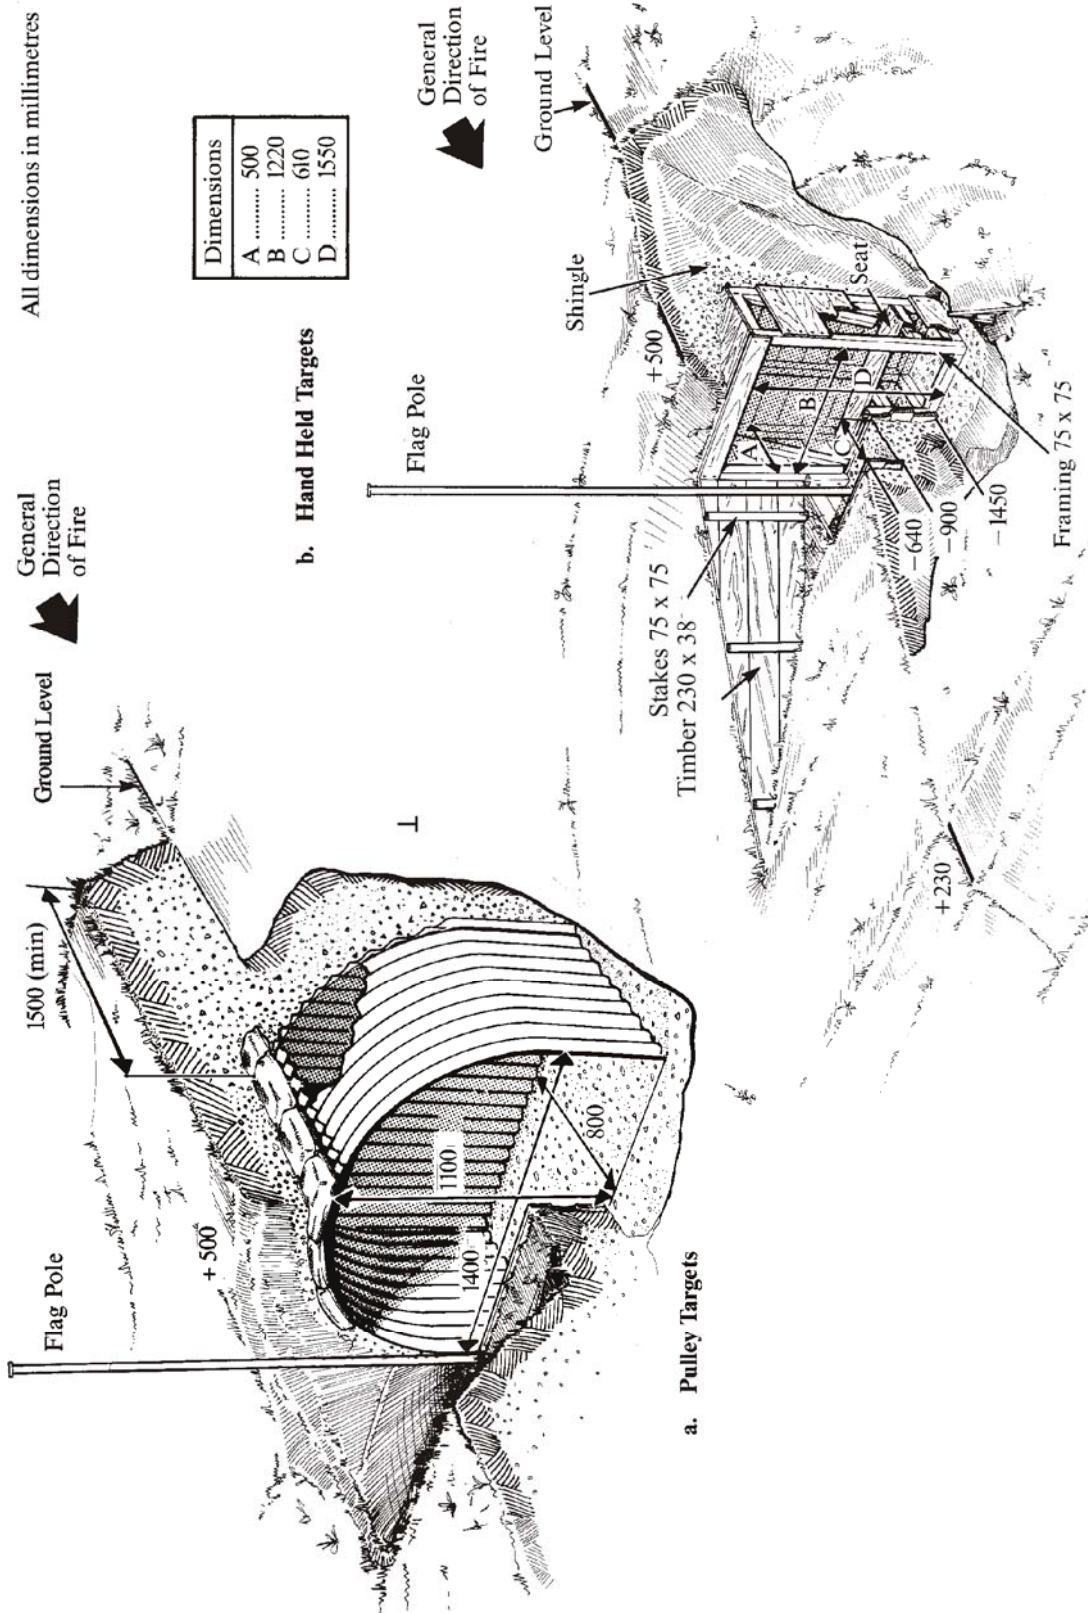 All dimensions in millimetres
General
Direction
of Fire
Ground Level
1500 (min)
Flag Pole
+500
1100
1400
800
a. Pulley Targets
b. Hand Held Targets
Dimensions
A ............ 500
B ............ 1220
C ............ 610
D ............ 1550
General
Direction
of Fire
Ground Level
Shingle
+500
Flag Pole
Seat
A
B
C
D
Stakes 75 x 75
Timber 230 x 38
-640
-900
-1450
Framing 75 x 75
+230